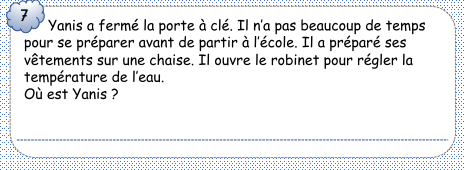 7
Yanis a fermé la porte à clé. Il n'a pas beaucoup de temps
pour se préparer avant de partir à l'école. Il a préparé ses
vêtements sur une chaise. Il ouvre le robinet pour régler la
température de l'eau.
Où est Yanis ?